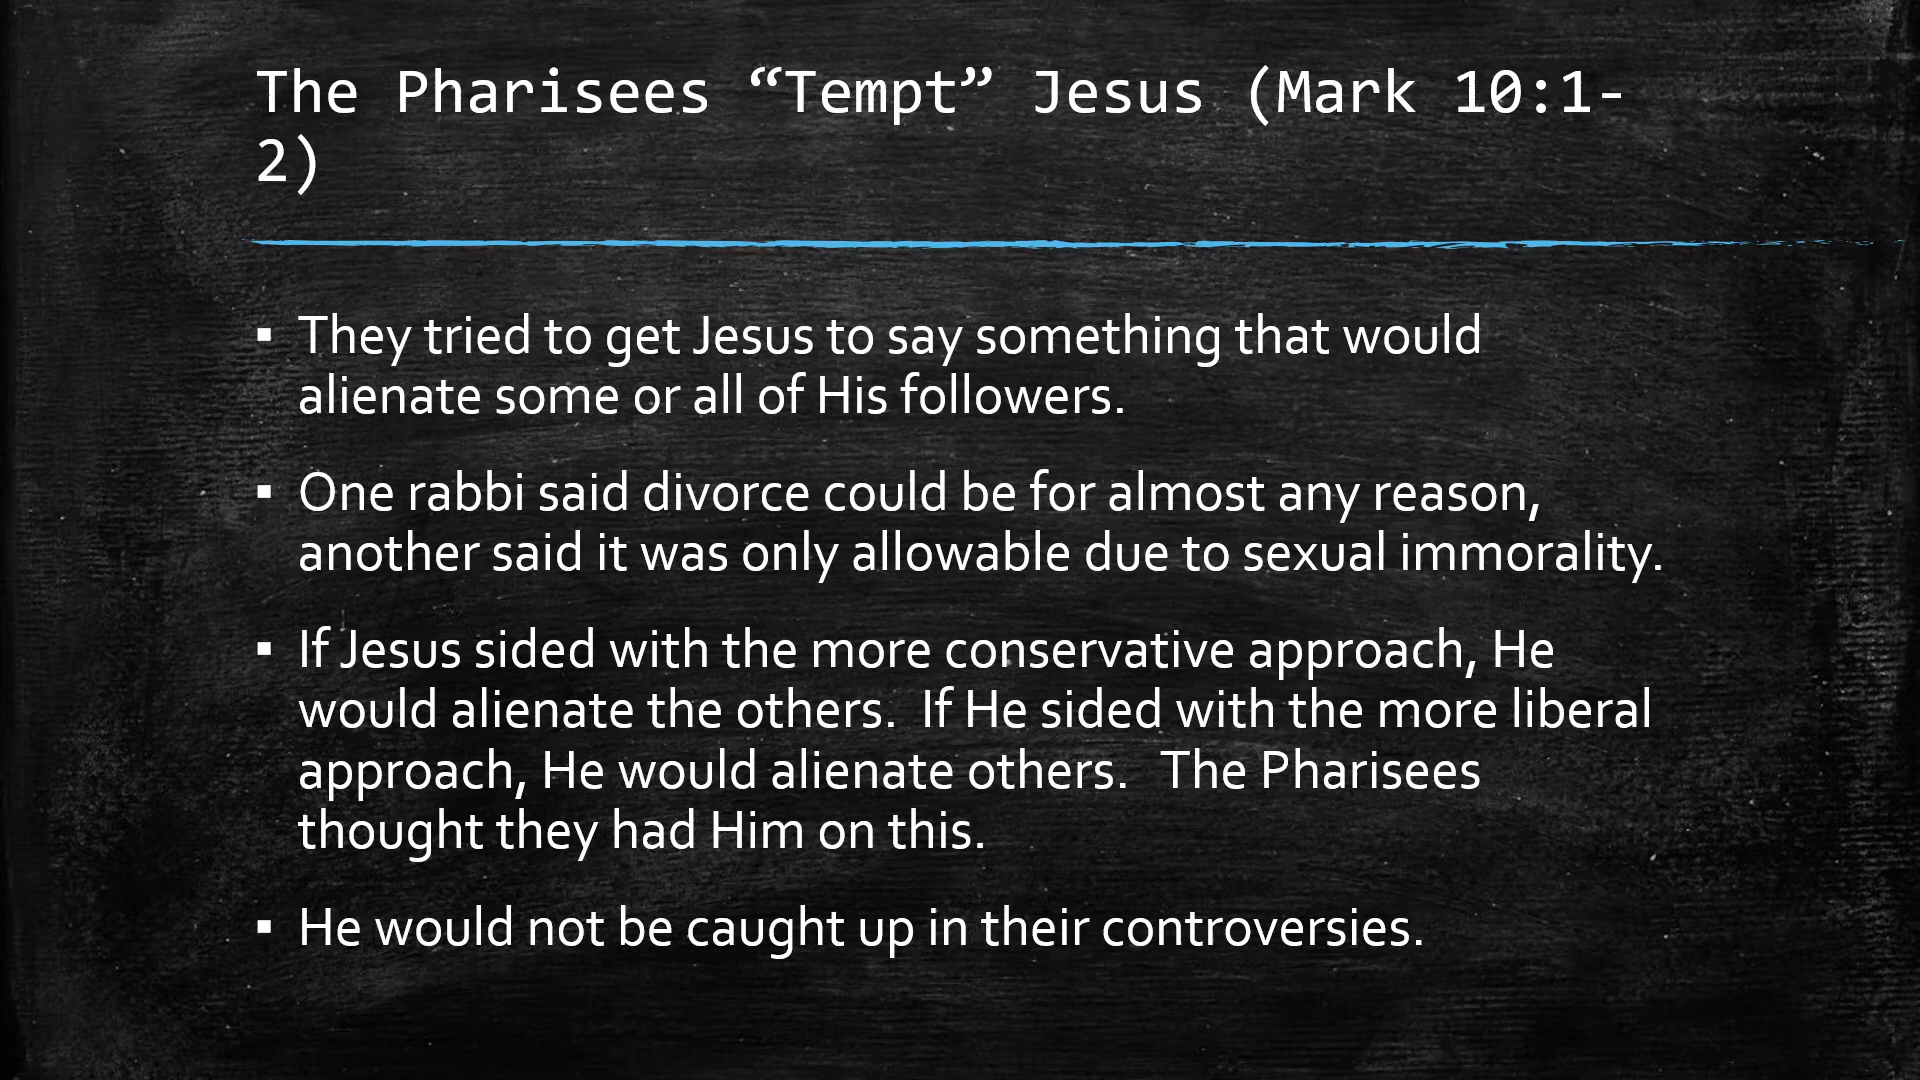 The Pharisees “Tempt” Jesus (Mark 10:1-
2)
▪ They tried to get Jesus to say something that would
alienate some or all of His followers.
▪ One rabbi said divorce could be for almost any reason,
another said it was only allowable due to sexual immorality.
▪ If Jesus sided with the more conservative approach, He
would alienate the others.  If He sided with the more liberal
approach, He would alienate others.   The Pharisees
thought they had Him on this.
▪ He would not be caught up in their controversies.